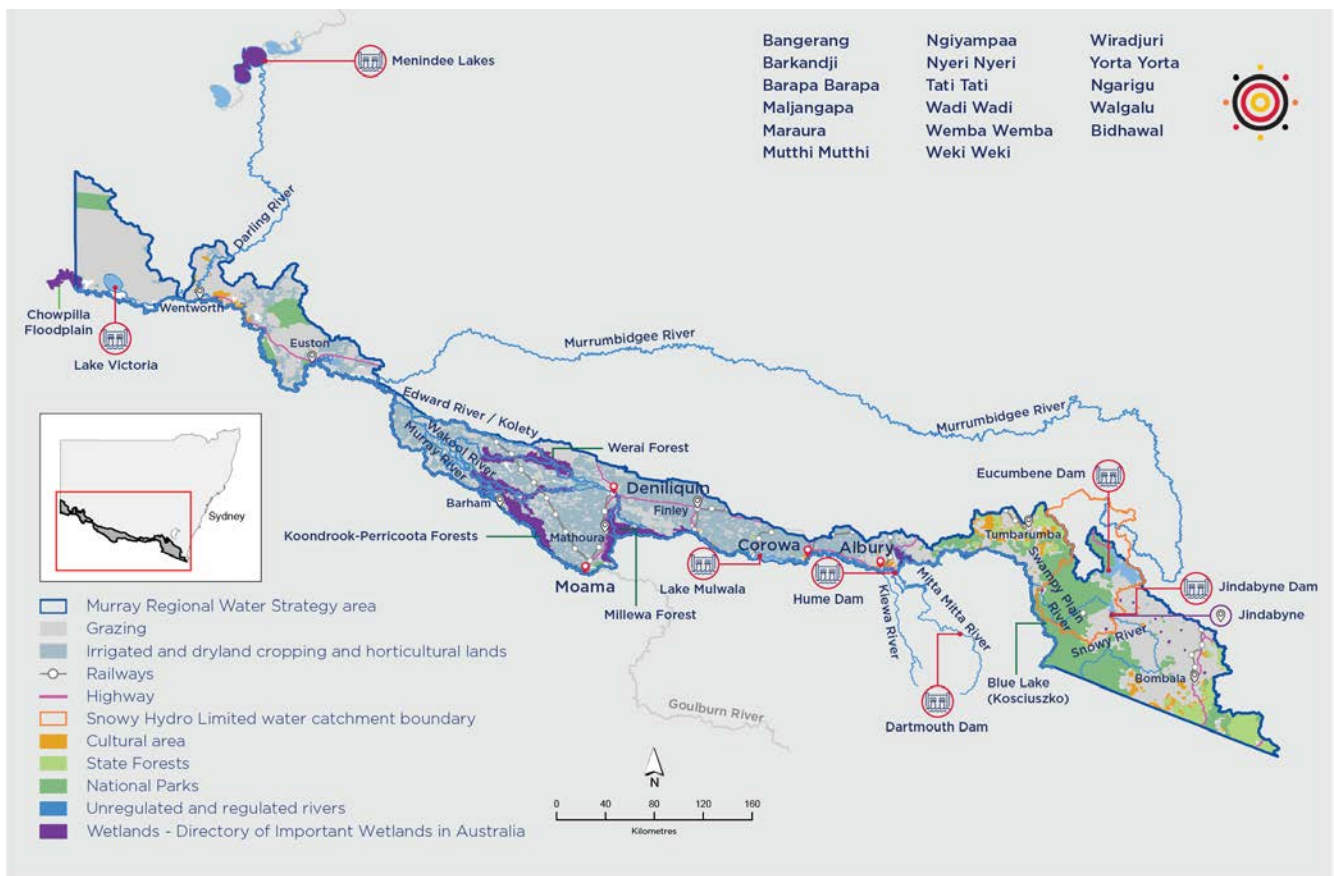 Bangerang
Barkandji
Barapa Barapa
Maljangapa
Maraura
Mutthi Mutthi
Ngiyampaa
Nyeri Nyeri
Tati Tati
Wadi Wadi
Wemba Wemba
Weki Weki
Wiradjuri
Yorta Yorta
Ngarigu
Walgalu
Bidhawal
Menindee Lakes
Darling River
Chowpilla
Floodplain
Lake Victoria
Wentworth
Euston
Murrumbidgee River
Murrumbidgee River
Edward River / Kolety
Wakool River
Murray River
Werai Forest
Barham
Deniliquin
Finley
Koondrook-Perricoota Forests
Mathoura
Moama
Millewa Forest
Lake Mulwala
Corowa
Hume Dam
Albury
Kiewa River
Mitta Mitta River
Dartmouth Dam
Goulburn River
Eucumbene Dam
Tumbarumba
Swampy Plain
River
Snowy River
Blue Lake
(Kosciuszko)
Bombala
Jindabyne Dam
Jindabyne
Sydney
Murray Regional Water Strategy area
Grazing
Irrigated and dryland cropping and horticultural lands
Railways
Highway
Snowy Hydro Limited water catchment boundary
Cultural area
State Forests
National Parks
Unregulated and regulated rivers
Wetlands - Directory of Important Wetlands in Australia
N
0 40 80 120 160
Kilometres